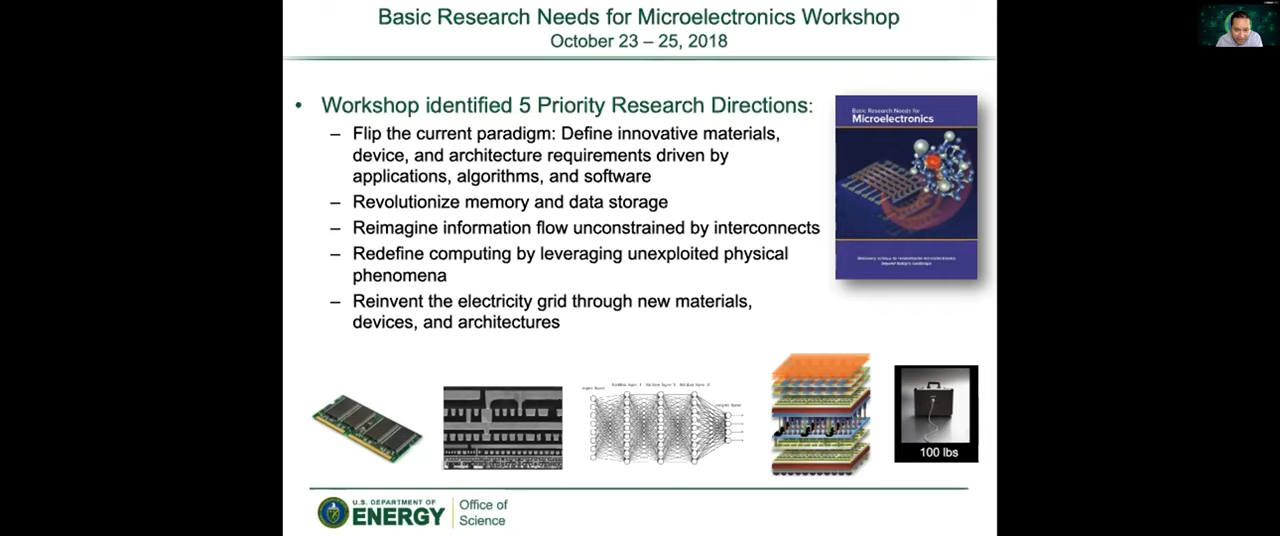 Basic Research Needs for Microelectronics Workshop
October 23 – 25, 2018
• Workshop identified 5 Priority Research Directions:
– Flip the current paradigm: Define innovative materials,
device, and architecture requirements driven by
applications, algorithms, and software
– Revolutionize memory and data storage
– Reimagine information flow unconstrained by interconnects
– Redefine computing by leveraging unexploited physical
phenomena
– Reinvent the electricity grid through new materials,
devices, and architectures
Basic Research Needs for
Microelectronics
100 lbs
U.S. DEPARTMENT OF
ENERGY
Office of
Science